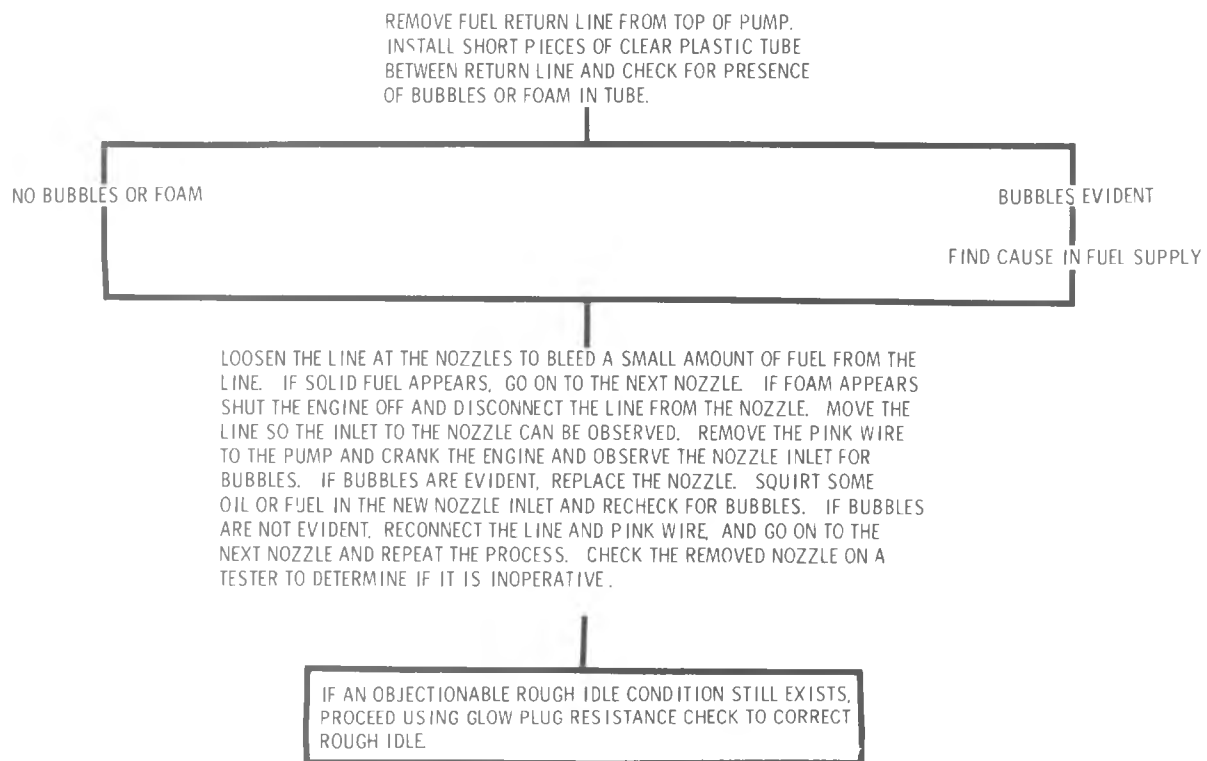 REMOVE FUEL RETURN LINE FROM TOP OF PUMP.
INSTALL SHORT PIECES OF CLEAR PLASTIC TUBE
BETWEEN RETURN LINE AND CHECK FOR PRESENCE
OF BUBBLES OR FOAM IN TUBE.
NO BUBBLES OR FOAM
BUBBLES EVIDENT
FIND CAUSE IN FUEL SUPPLY
LOOSEN THE LINE AT THE NOZZLES TO BLEED A SMALL AMOUNT OF FUEL FROM THE
LINE. IF SOLID FUEL APPEARS, GO ON TO THE NEXT NOZZLE. IF FOAM APPEARS
SHUT THE ENGINE OFF AND DISCONNECT THE LINE FROM THE NOZZLE. MOVE THE
LINE SO THE INLET TO THE NOZZLE CAN BE OBSERVED. REMOVE THE PINK WIRE
TO THE PUMP AND CRANK THE ENGINE AND OBSERVE THE NOZZLE INLET FOR
BUBBLES. IF BUBBLES ARE EVIDENT, REPLACE THE NOZZLE. SQUIRT SOME
OIL OR FUEL IN THE NEW NOZZLE INLET AND RECHECK FOR BUBBLES. IF BUBBLES
ARE NOT EVIDENT, RECONNECT THE LINE AND PINK WIRE, AND GO ON TO THE
NEXT NOZZLE AND REPEAT THE PROCESS. CHECK THE REMOVED NOZZLE ON A
TESTER TO DETERMINE IF IT IS INOPERATIVE.
IF AN OBJECTIONABLE ROUGH IDLE CONDITION STILL EXISTS,
PROCEED USING GLOW PLUG RESISTANCE CHECK TO CORRECT
ROUGH IDLE.